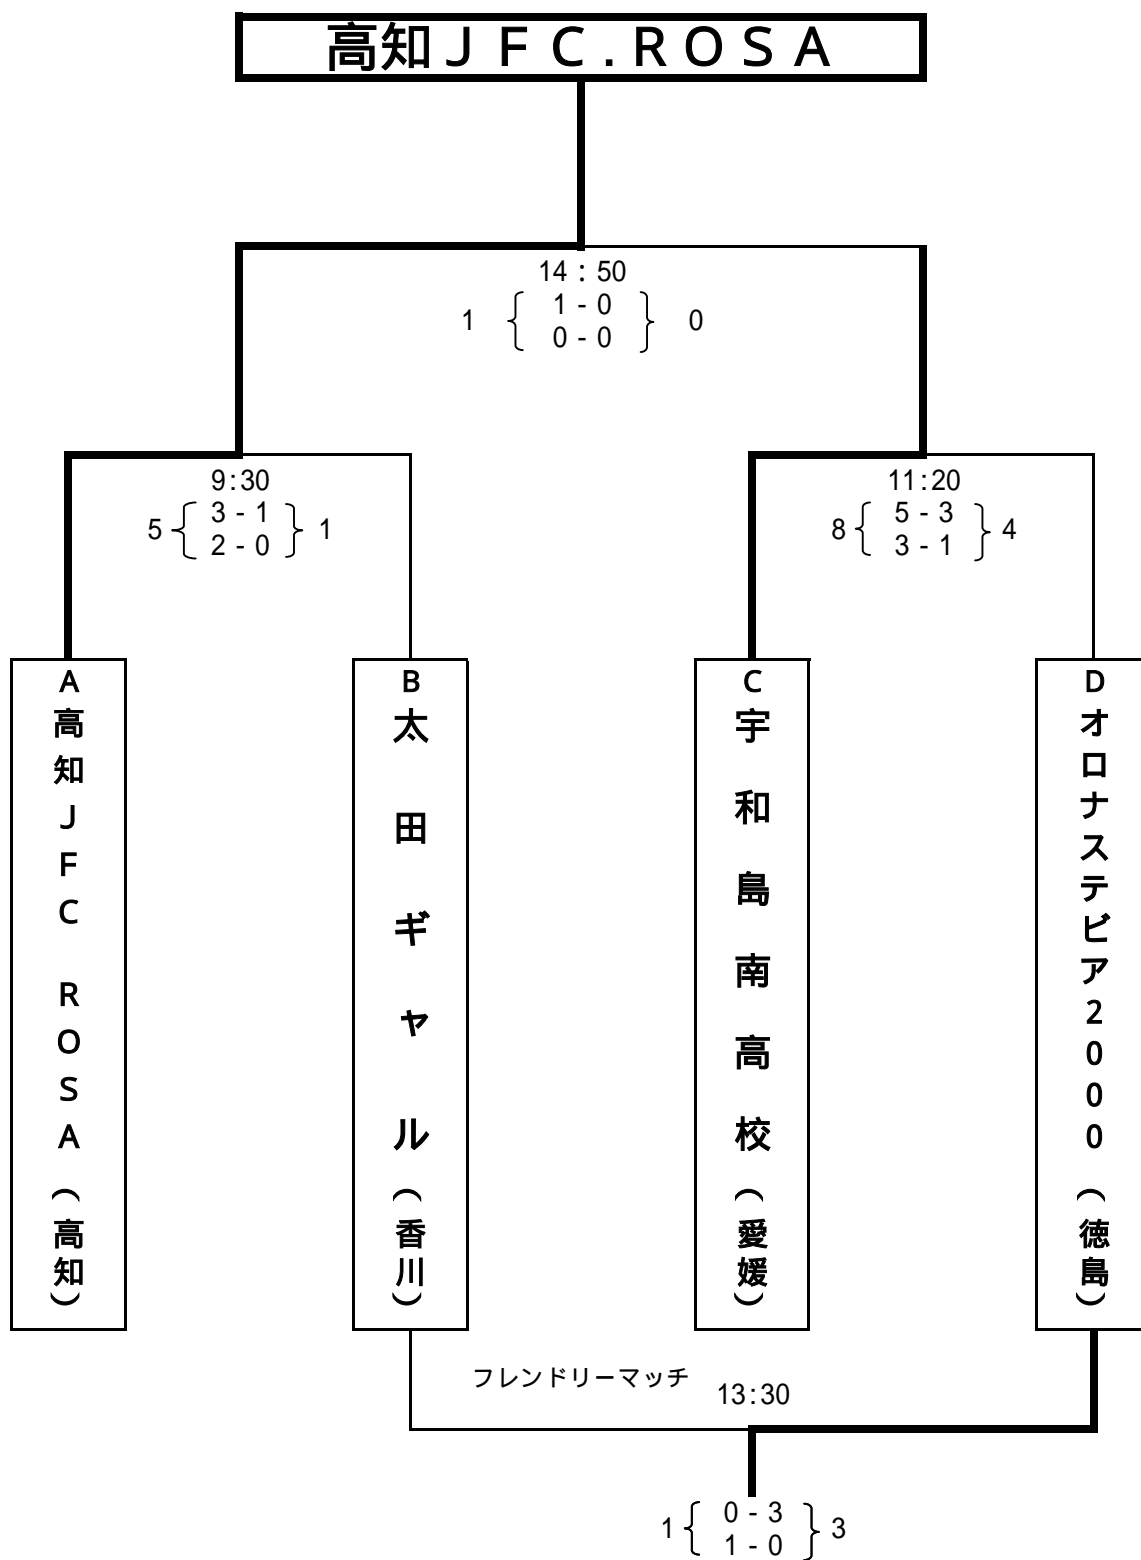 高知ＪＦＣ.ＲＯＳＡ
14：50
1 { 1 - 0 } 0
0 - 0
9:30
5 { 3 - 1 } 1
2 - 0
11:20
8 { 5 - 3 } 4
3 - 1
A 高知ＪＦＣ ＲＯＳＡ（高知）
B 太田ギャル（香川）
C 宇和島南高校（愛媛）
D オロナステビア２０００（徳島）
フレンドリーマッチ 13:30
1 { 0 - 3 } 3
1 - 0